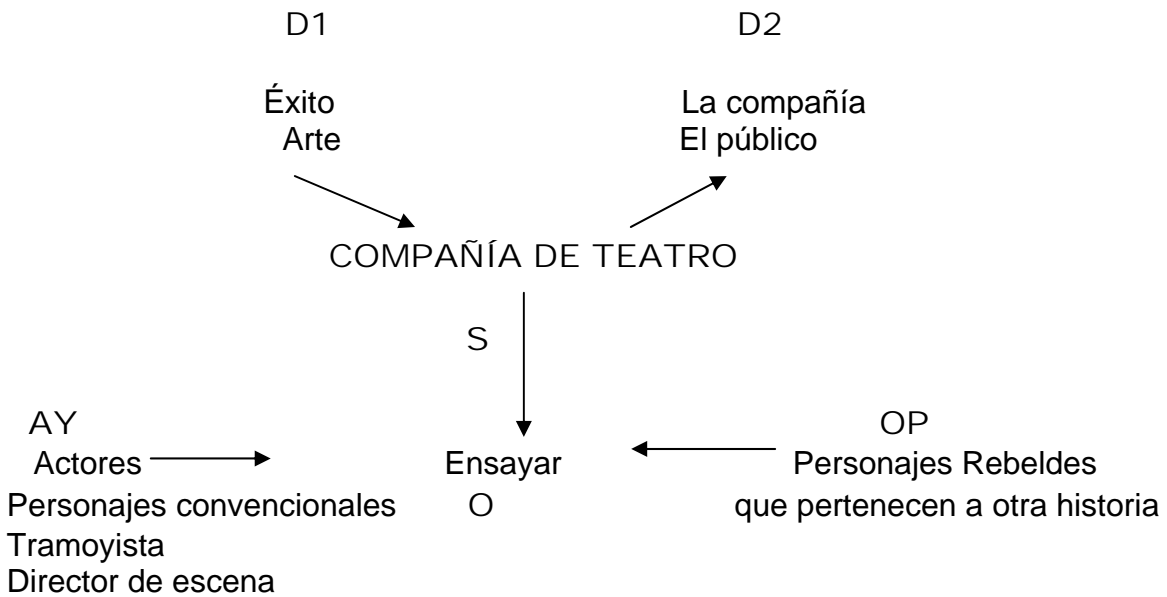 D1 D2
Éxito La compañía
Arte El público
COMPAÑÍA DE TEATRO
S
AY OP
Actores Ensayar Personajes Rebeldes
Personajes convencionales O que pertenecen a otra historia
Tramoyista
Director de escena